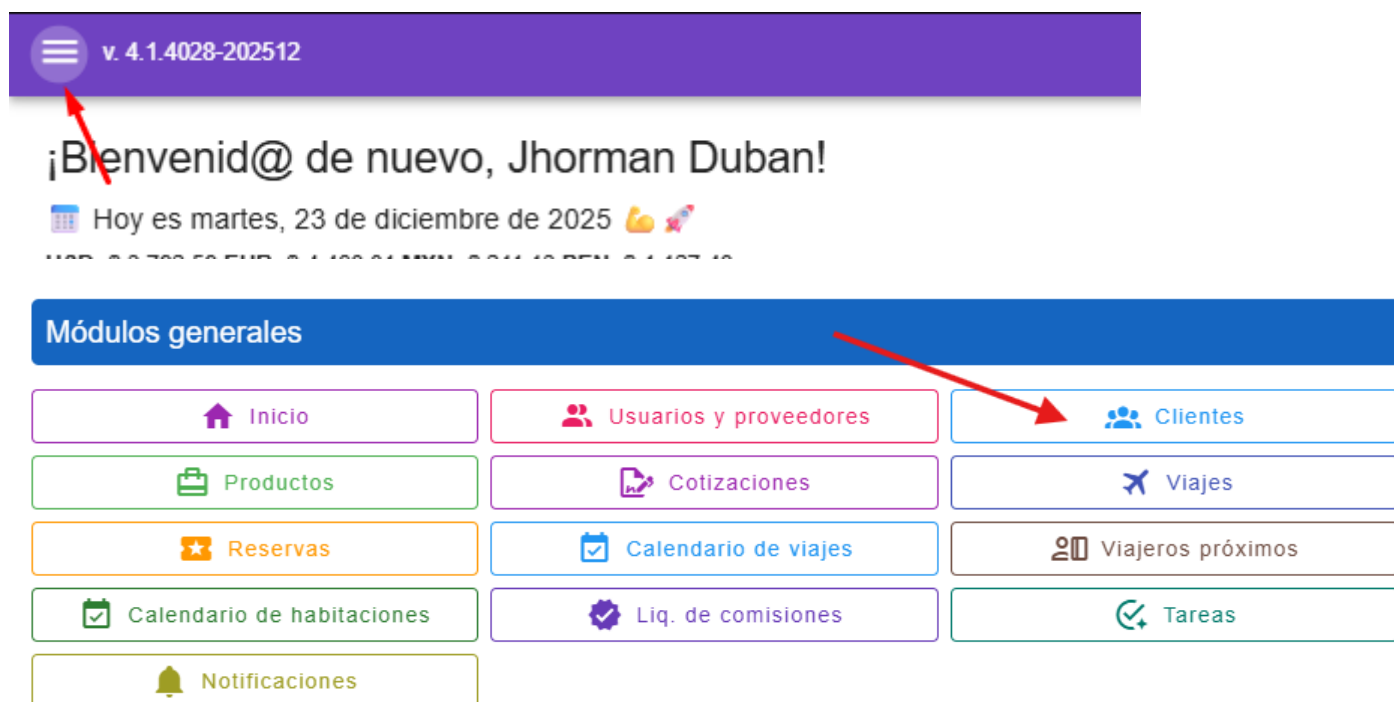 v. 4.1.4028-202512
¡Bienvenid@ de nuevo, Jhorman Duban!
Hoy es martes, 23 de diciembre de 2025
Módulos generales
Inicio
Usuarios y proveedores
Clientes
Productos
Cotizaciones
Viajes
Reservas
Calendario de viajes
Viajeros próximos
Calendario de habitaciones
Liq. de comisiones
Tareas
Notificaciones